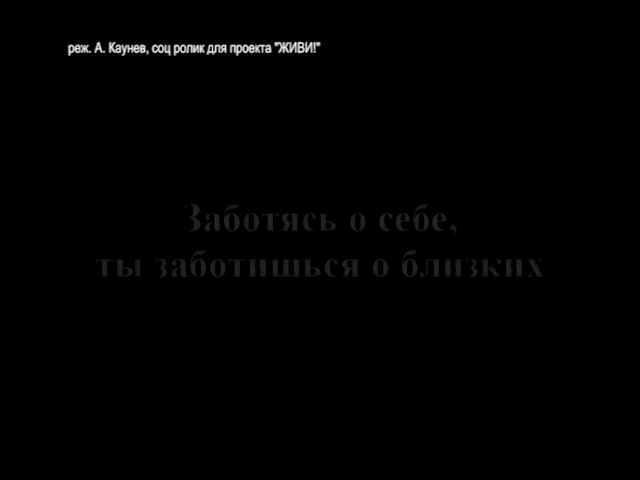 реж. А. Каунев, соц ролик для проекта "ЖИВИ!"
Заботясь о себе,
ты заботишься о близких